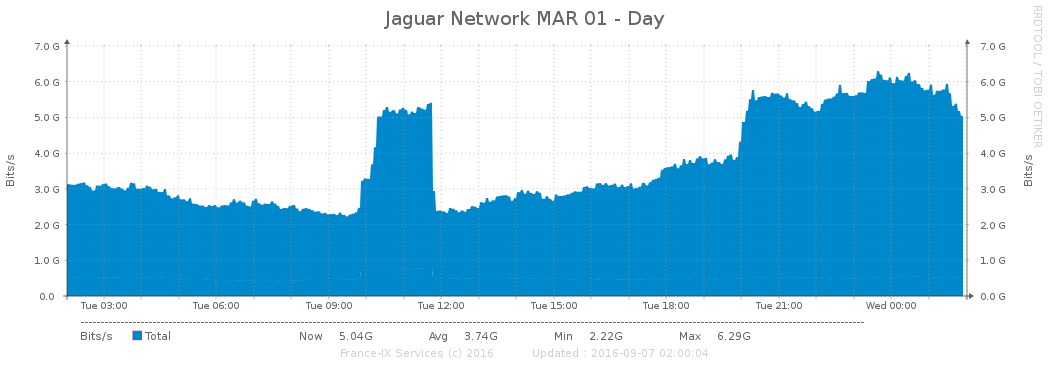 Jaguar Network MAR 01 - Day
RRDTOOL / TOBI OETIKER
Bits/s
Bits/s
7.0 G 7.0 G
6.0 G 6.0 G
5.0 G 5.0 G
4.0 G 4.0 G
3.0 G 3.0 G
2.0 G 2.0 G
1.0 G 1.0 G
0.0 0.0 G
Tue 03:00 Tue 06:00 Tue 09:00 Tue 12:00 Tue 15:00 Tue 18:00 Tue 21:00 Wed 00:00
Bits/s Total Now 5.04G Avg 3.74G Min 2.22G Max 6.29G
France-IX Services (c) 2016 Updated : 2016-09-07 02:00:04